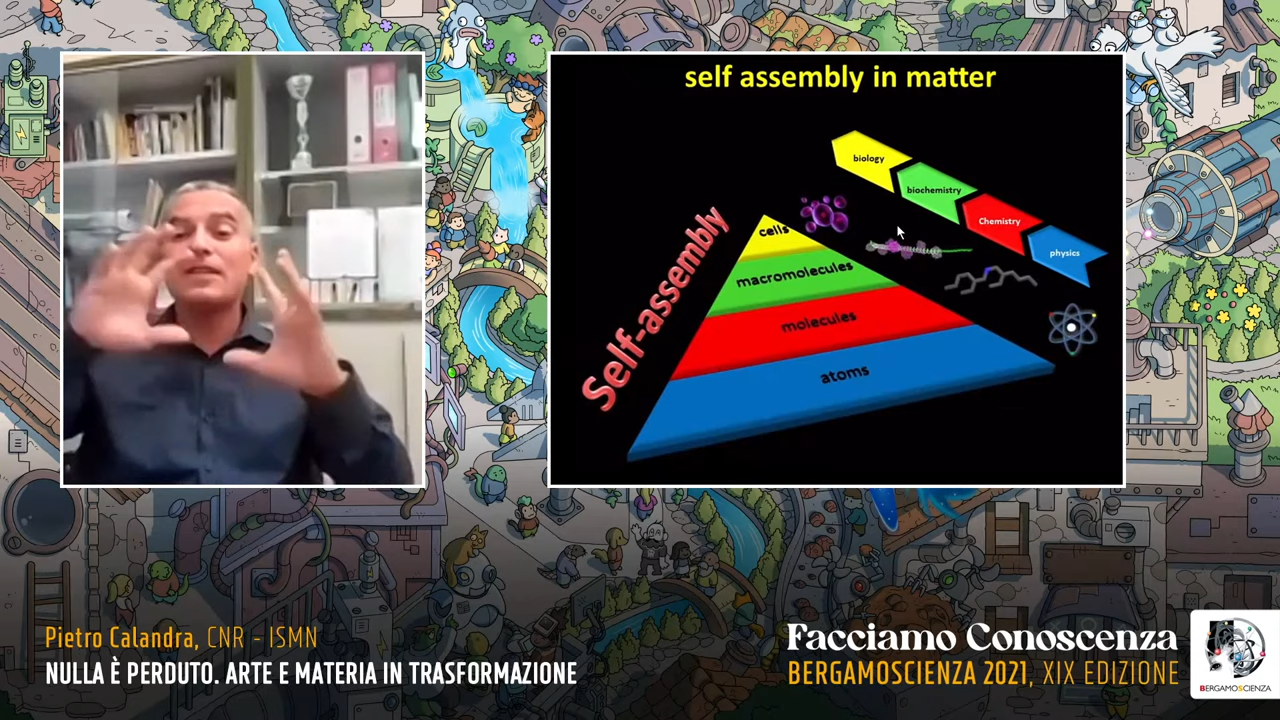 self assembly in matter
biology
biochemistry
Chemistry
physics
Self-assembly
cells
macromolecules
molecules
atoms
Pietro Calandra, CNR - ISMN
NULLA È PERDUTO. ARTE E MATERIA IN TRASFORMAZIONE
Facciamo Conoscenza
BERGAMOSCIENZA 2021, XIX EDIZIONE
BERGAMOSCIENZA